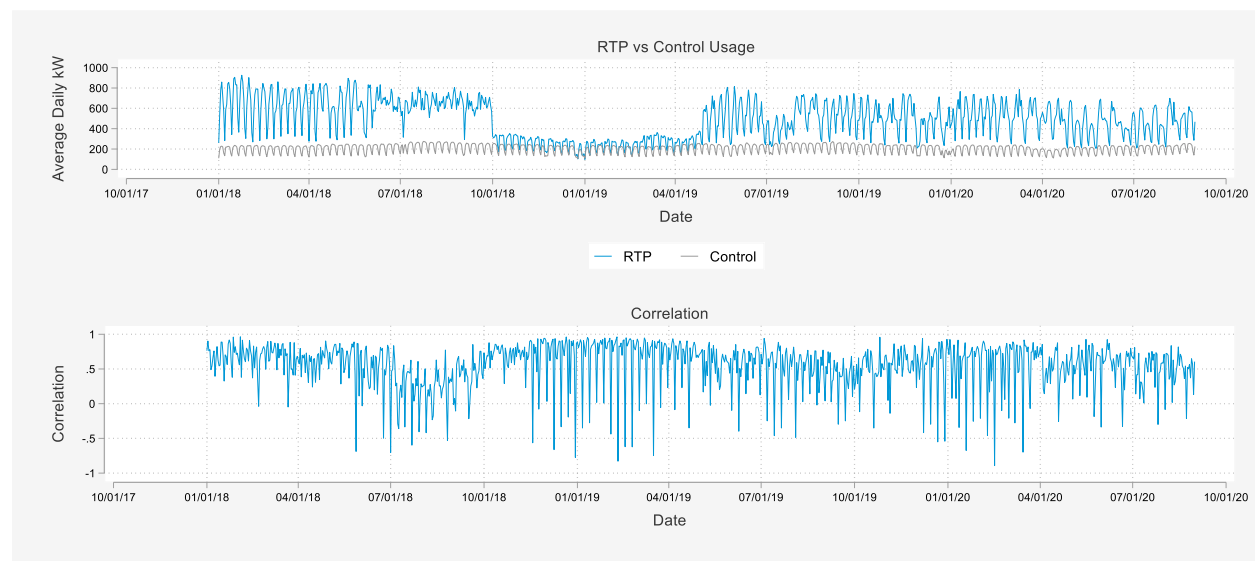 RTP vs Control Usage
Average Daily kW
1000
800
600
400
200
0
10/01/17 01/01/18 04/01/18 07/01/18 10/01/18 01/01/19 04/01/19 07/01/19 10/01/19 01/01/20 04/01/20 07/01/20 10/01/20
Date
RTP Control
Correlation
Correlation
1
.5
0
-.5
-1
10/01/17 01/01/18 04/01/18 07/01/18 10/01/18 01/01/19 04/01/19 07/01/19 10/01/19 01/01/20 04/01/20 07/01/20 10/01/20
Date